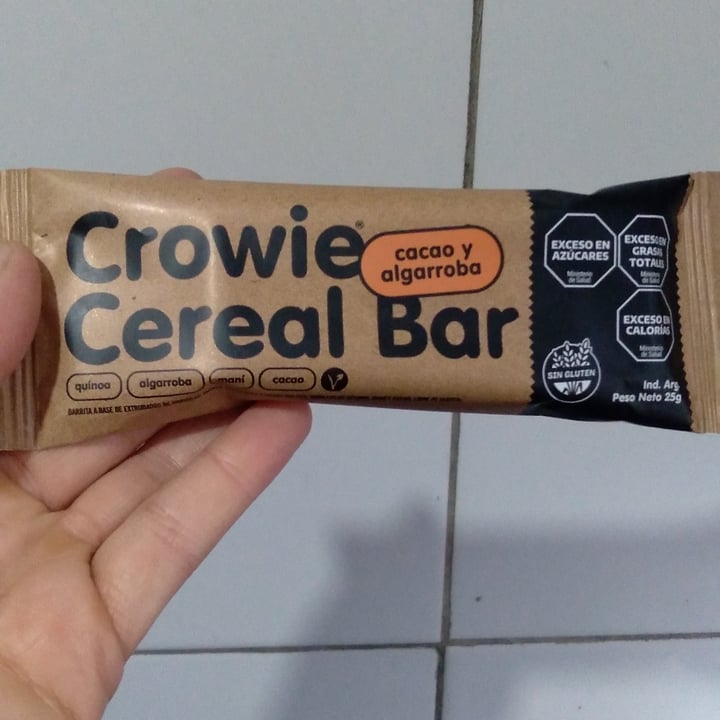 Crowie®
cacao y
algarroba
Cereal Bar
quinoa
algarroba
maní
cacao
V
BARRITA A BASE DE EXTRUSADO DE
EXCESO EN
AZÚCARES
Ministerio
de Salud
EXCESO EN
GRASAS
TOTALES
Ministerio
de Salud
EXCESO EN
CALORÍAS
Ministerio
de Salud
SIN GLUTEN
Ind. Arg.
Peso Neto 25g